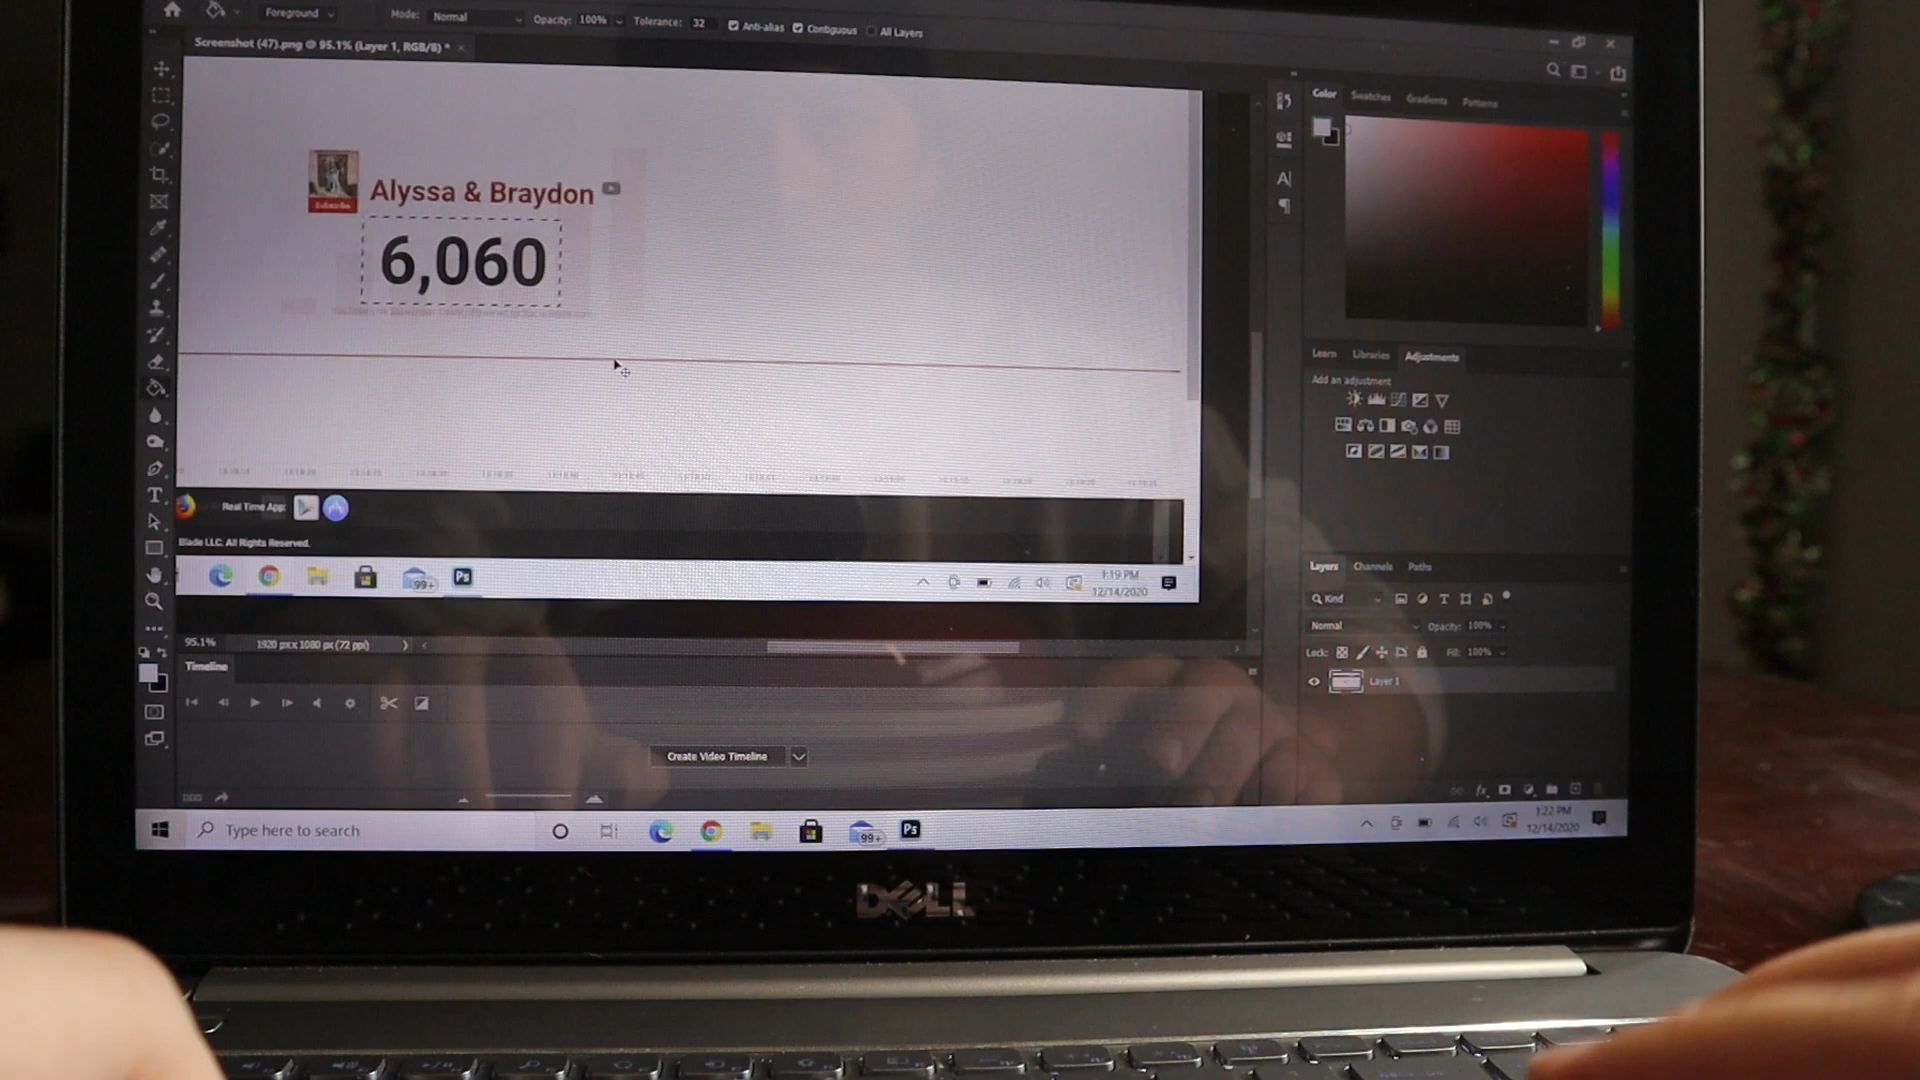 Foreground Mode: Normal Opacity: 100% Tolerance: 32 Anti-alias Contiguous All Layers
Screenshot (47).png @ 95.1% (Layer 1, RGB/8) *
Color Swatches Gradients Patterns
Alyssa & Braydon
6,060
Learn Libraries Adjustments
Add an adjustment
Real Time App:
Blade LLC. All Rights Reserved.
99+ Ps
1:19 PM
12/14/2020
Layers Channels Paths
Kind
Normal Opacity: 100%
Lock: Fill: 100%
Layer 1
95.1% 1920 px x 1080 px (72 ppi)
Timeline
Create Video Timeline
Type here to search
99+ Ps
1:22 PM
12/14/2020
DELL